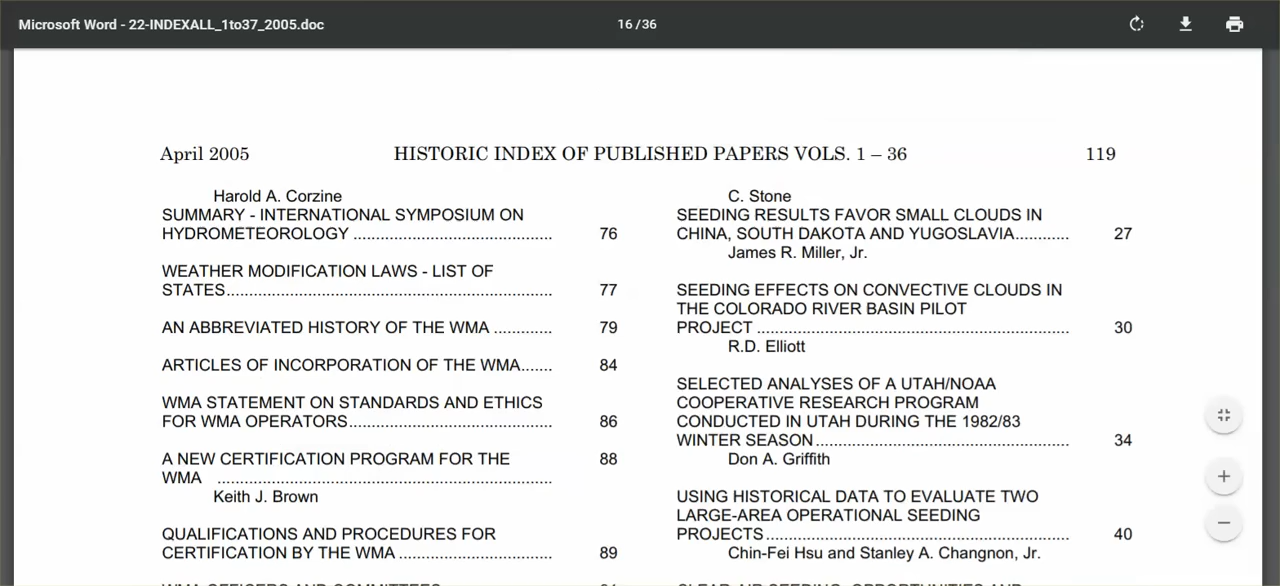 Microsoft Word - 22-INDEXALL_1to37_2005.doc
16 / 36
April 2005 HISTORIC INDEX OF PUBLISHED PAPERS VOLS. 1 – 36 119
Harold A. Corzine
SUMMARY - INTERNATIONAL SYMPOSIUM ON
HYDROMETEOROLOGY ............................................. 76
WEATHER MODIFICATION LAWS - LIST OF
STATES.......................................................................... 77
AN ABBREVIATED HISTORY OF THE WMA ............. 79
ARTICLES OF INCORPORATION OF THE WMA....... 84
WMA STATEMENT ON STANDARDS AND ETHICS
FOR WMA OPERATORS.............................................. 86
A NEW CERTIFICATION PROGRAM FOR THE 88
WMA ............................................................................
Keith J. Brown
QUALIFICATIONS AND PROCEDURES FOR
CERTIFICATION BY THE WMA ................................... 89
C. Stone
SEEDING RESULTS FAVOR SMALL CLOUDS IN
CHINA, SOUTH DAKOTA AND YUGOSLAVIA............ 27
James R. Miller, Jr.
SEEDING EFFECTS ON CONVECTIVE CLOUDS IN
THE COLORADO RIVER BASIN PILOT
PROJECT ...................................................................... 30
R.D. Elliott
SELECTED ANALYSES OF A UTAH/NOAA
COOPERATIVE RESEARCH PROGRAM
CONDUCTED IN UTAH DURING THE 1982/83
WINTER SEASON.......................................................... 34
Don A. Griffith
USING HISTORICAL DATA TO EVALUATE TWO
LARGE-AREA OPERATIONAL SEEDING
PROJECTS..................................................................... 40
Chin-Fei Hsu and Stanley A. Changnon, Jr.